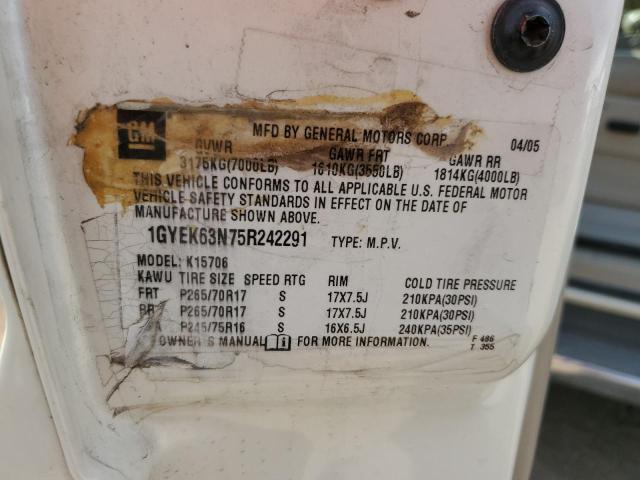 GM
MFD BY GENERAL MOTORS CORP 04/05
GVWR GAWR FRT GAWR RR
3175KG(7000LB) 1610KG(3550LB) 1814KG(4000LB)
THIS VEHICLE CONFORMS TO ALL APPLICABLE U.S. FEDERAL MOTOR
VEHICLE SAFETY STANDARDS IN EFFECT ON THE DATE OF
MANUFACTURE SHOWN ABOVE.
1GYEK63N75R242291 TYPE: M.P.V.
MODEL: K15706
KAWU TIRE SIZE SPEED RTG RIM COLD TIRE PRESSURE
FRT P265/70R17 S 17X7.5J 210KPA(30PSI)
RR P265/70R17 S 17X7.5J 210KPA(30PSI)
P245/75R16 S 16X6.5J 240KPA(35PSI)
OWNER'S MANUAL FOR MORE INFORMATION.
F 486
T 355